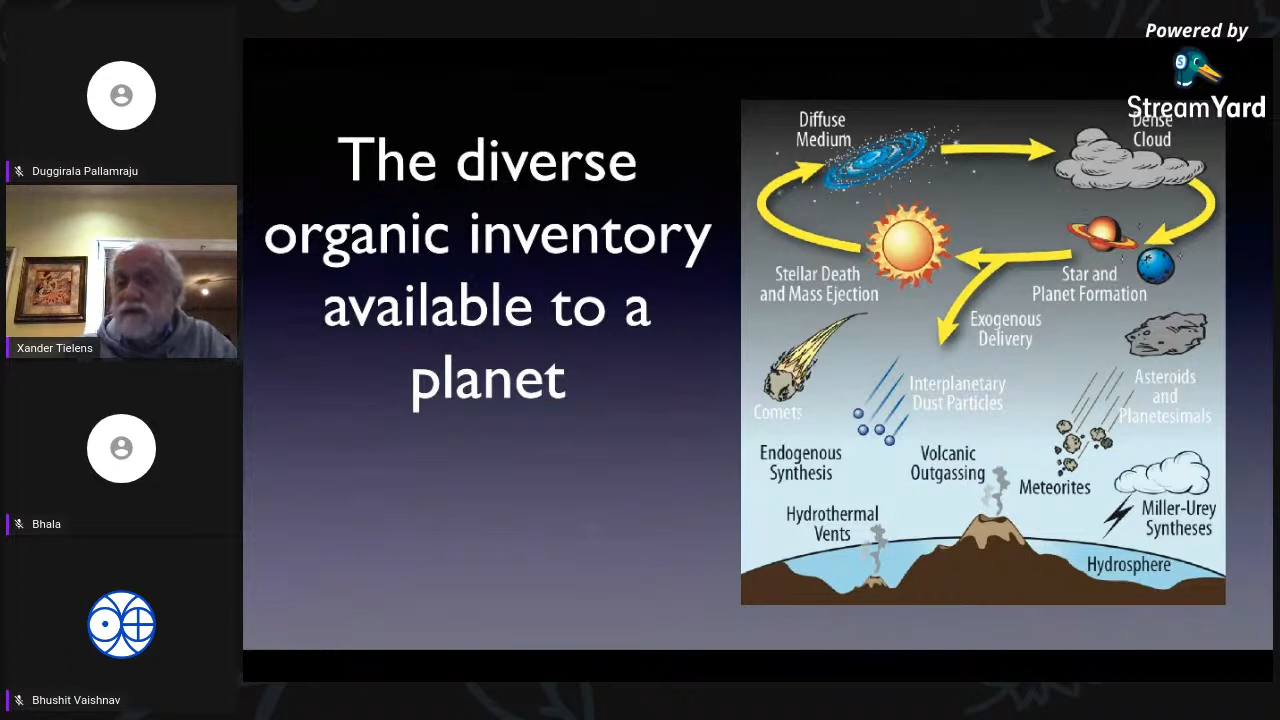 Powered by
StreamYard
Duggirala Pallamraju
Xander Tielens
Bhala
Bhushit Vaishnav
The diverse
organic inventory
available to a
planet
Diffuse
Medium
Dense
Cloud
Stellar Death
and Mass Ejection
Star and
Planet Formation
Exogenous
Delivery
Comets
Interplanetary
Dust Particles
Asteroids
and
Planetesimals
Endogenous
Synthesis
Volcanic
Outgassing
Meteorites
Miller-Urey
Syntheses
Hydrothermal
Vents
Hydrosphere